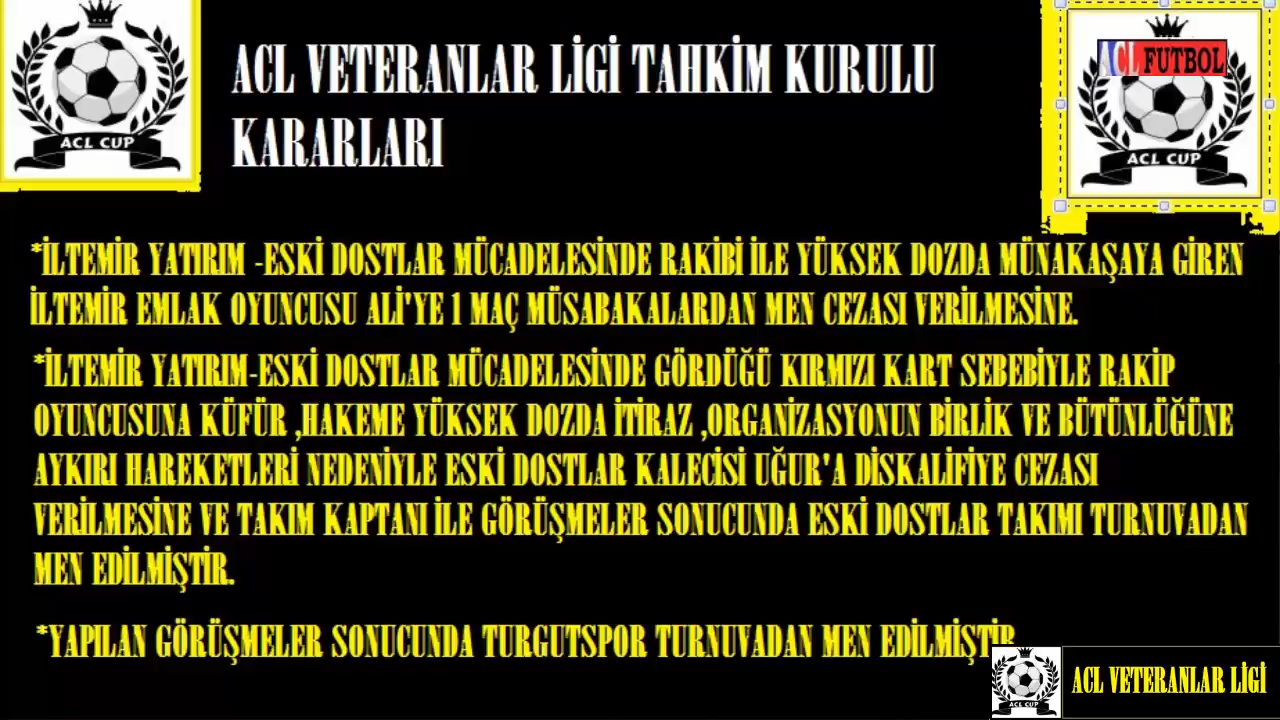 ACL CUP
ACL VETERANLAR LİGİ TAHKİM KURULU
KARARLARI
ACL FUTBOL
ACL CUP
*İLTEMİR YATIRIM -ESKİ DOSTLAR MÜCADELESİNDE RAKİBİ İLE YÜKSEK DOZDA MÜNAKAŞAYA GİREN
İLTEMİR EMLAK OYUNCUSU ALİ'YE 1 MAÇ MÜSABAKALARDAN MEN CEZASI VERİLMESİNE.
*İLTEMİR YATIRIM-ESKİ DOSTLAR MÜCADELESİNDE GÖRDÜĞÜ KIRMIZI KART SEBEBİYLE RAKİP
OYUNCUSUNA KÜFÜR ,HAKEME YÜKSEK DOZDA İTİRAZ ,ORGANİZASYONUN BİRLİK VE BÜTÜNLÜĞÜNE
AYKIRI HAREKETLERİ NEDENİYLE ESKİ DOSTLAR KALECİSİ UĞUR'A DİSKALİFİYE CEZASI
VERİLMESİNE VE TAKIM KAPTANI İLE GÖRÜŞMELER SONUCUNDA ESKİ DOSTLAR TAKIMI TURNUVADAN
MEN EDİLMİŞTİR.
*YAPILAN GÖRÜŞMELER SONUCUNDA TURGUTSPOR TURNUVADAN MEN EDİLMİŞTİR
ACL CUP
ACL VETERANLAR LİGİ